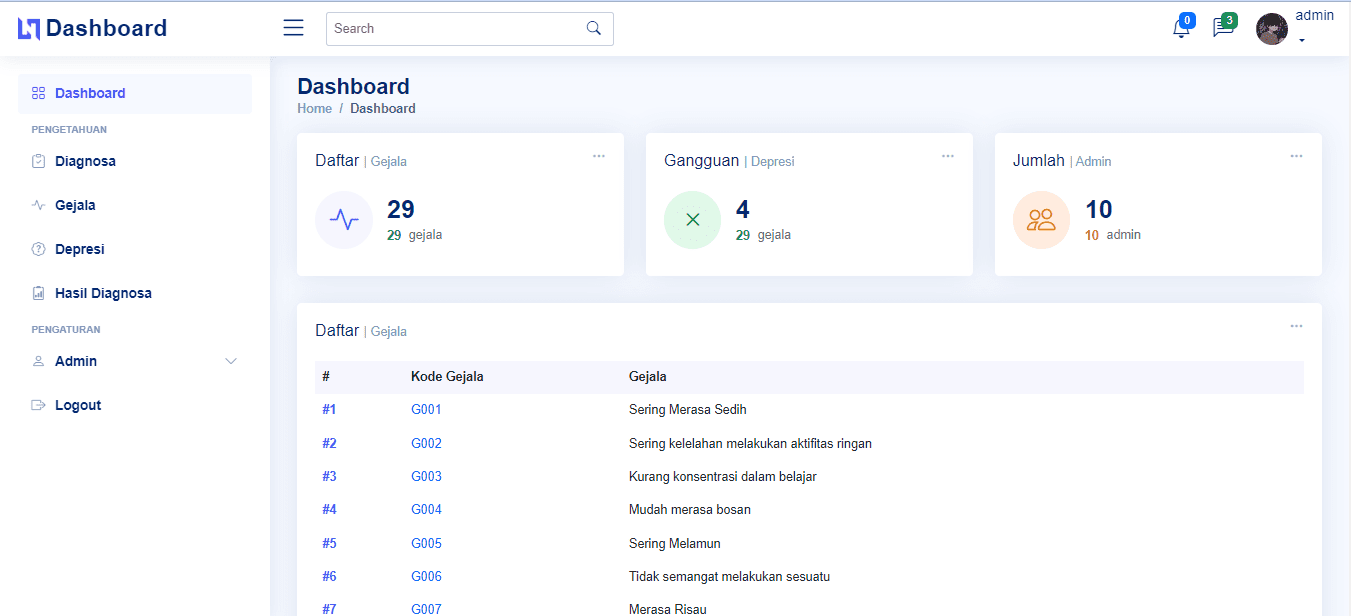 Dashboard
Search
0
3
admin
Dashboard
PENGETAHUAN
Diagnosa
Gejala
Depresi
Hasil Diagnosa
PENGATURAN
Admin
Logout
Dashboard
Home / Dashboard
Daftar | Gejala
29
29 gejala
Gangguan | Depresi
4
29 gejala
Jumlah | Admin
10
10 admin
Daftar | Gejala
# Kode Gejala Gejala
#1 G001 Sering Merasa Sedih
#2 G002 Sering kelelahan melakukan aktifitas ringan
#3 G003 Kurang konsentrasi dalam belajar
#4 G004 Mudah merasa bosan
#5 G005 Sering Melamun
#6 G006 Tidak semangat melakukan sesuatu
#7 G007 Merasa Risau